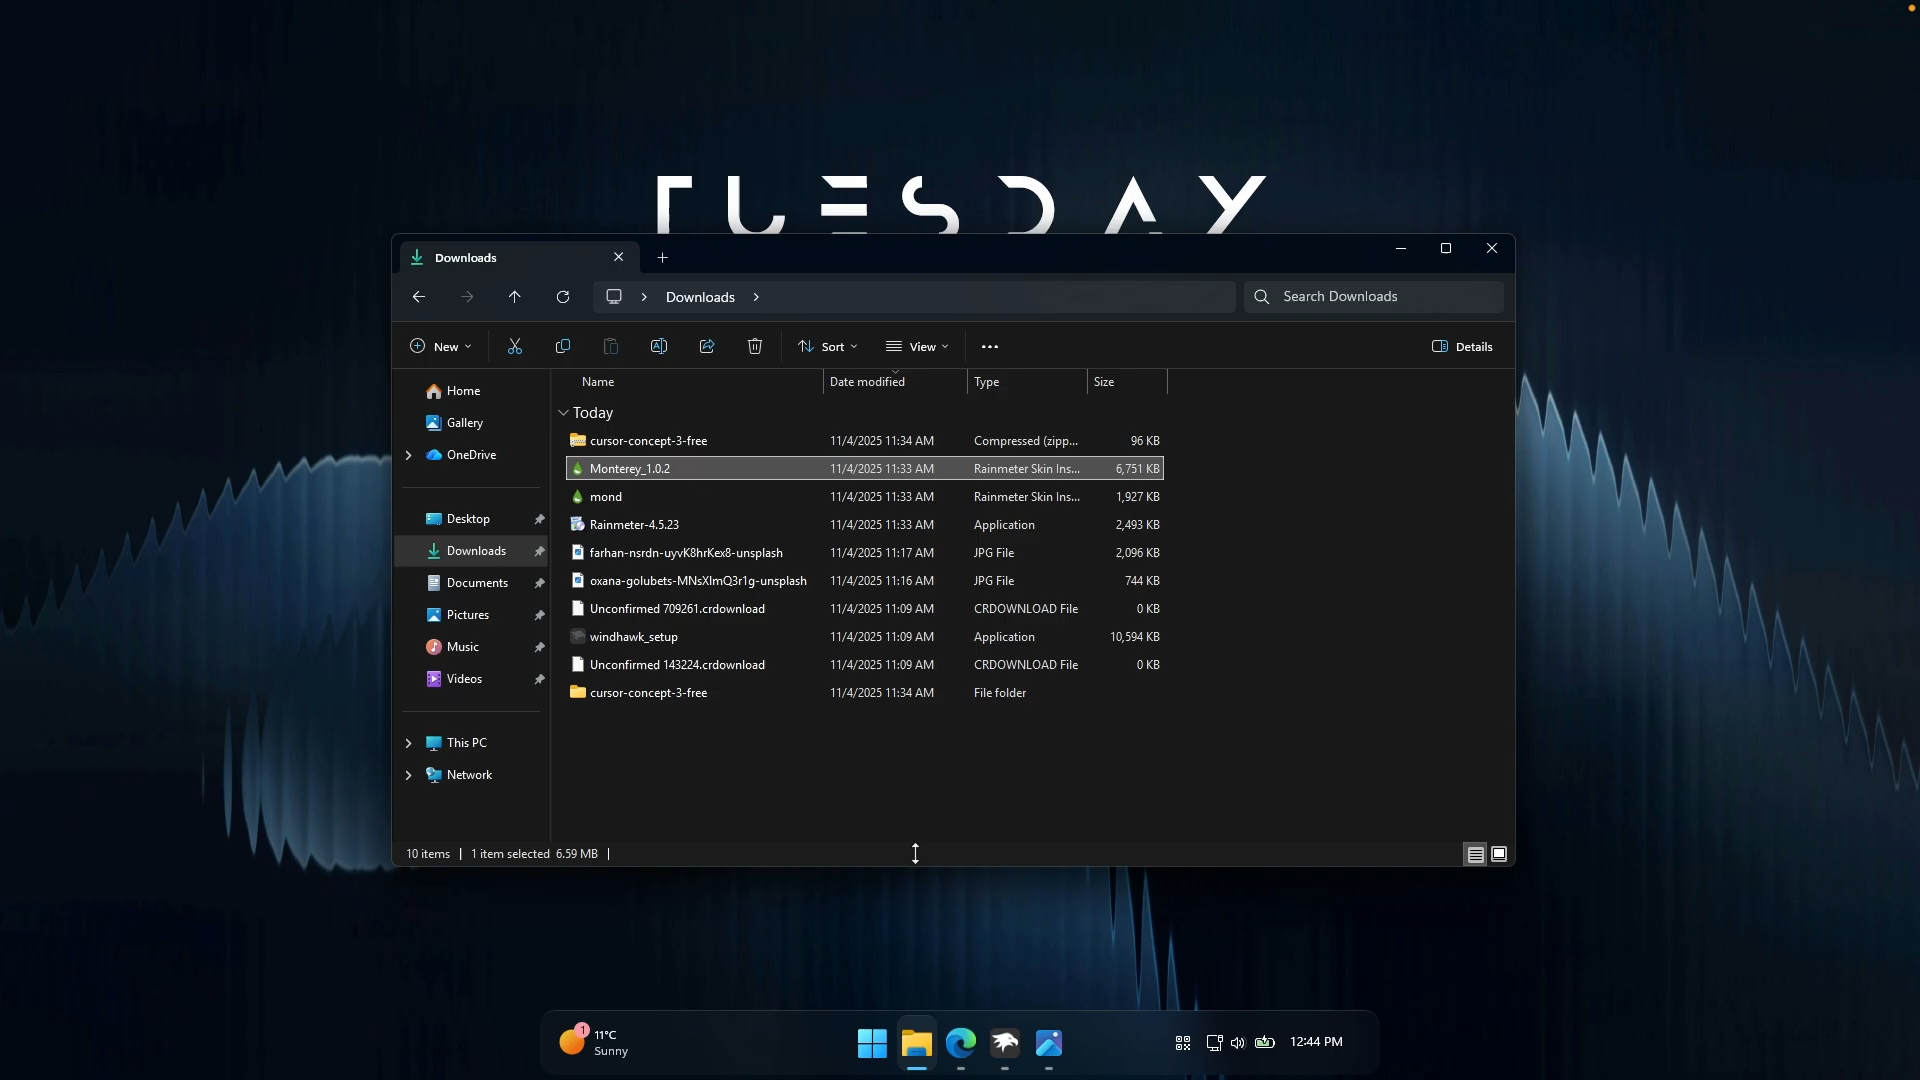 TUESDAY
Downloads
Downloads
Search Downloads
New
Sort
View
Details
Name Date modified Type Size
Home
Gallery
OneDrive
Desktop
Downloads
Documents
Pictures
Music
Videos
This PC
Network
Today
cursor-concept-3-free 11/4/2025 11:34 AM Compressed (zipp... 96 KB
Monterey_1.0.2 11/4/2025 11:33 AM Rainmeter Skin Ins... 6,751 KB
mond 11/4/2025 11:33 AM Rainmeter Skin Ins... 1,927 KB
Rainmeter-4.5.23 11/4/2025 11:33 AM Application 2,493 KB
farhan-nsrdn-uyvK8hrKex8-unsplash 11/4/2025 11:17 AM JPG File 2,096 KB
oxana-golubets-MNsXlmQ3r1g-unsplash 11/4/2025 11:16 AM JPG File 744 KB
Unconfirmed 709261.crdownload 11/4/2025 11:09 AM CRDOWNLOAD File 0 KB
windhawk_setup 11/4/2025 11:09 AM Application 10,594 KB
Unconfirmed 143224.crdownload 11/4/2025 11:09 AM CRDOWNLOAD File 0 KB
cursor-concept-3-free 11/4/2025 11:34 AM File folder
10 items 1 item selected 6.59 MB
1
11°C
Sunny
12:44 PM